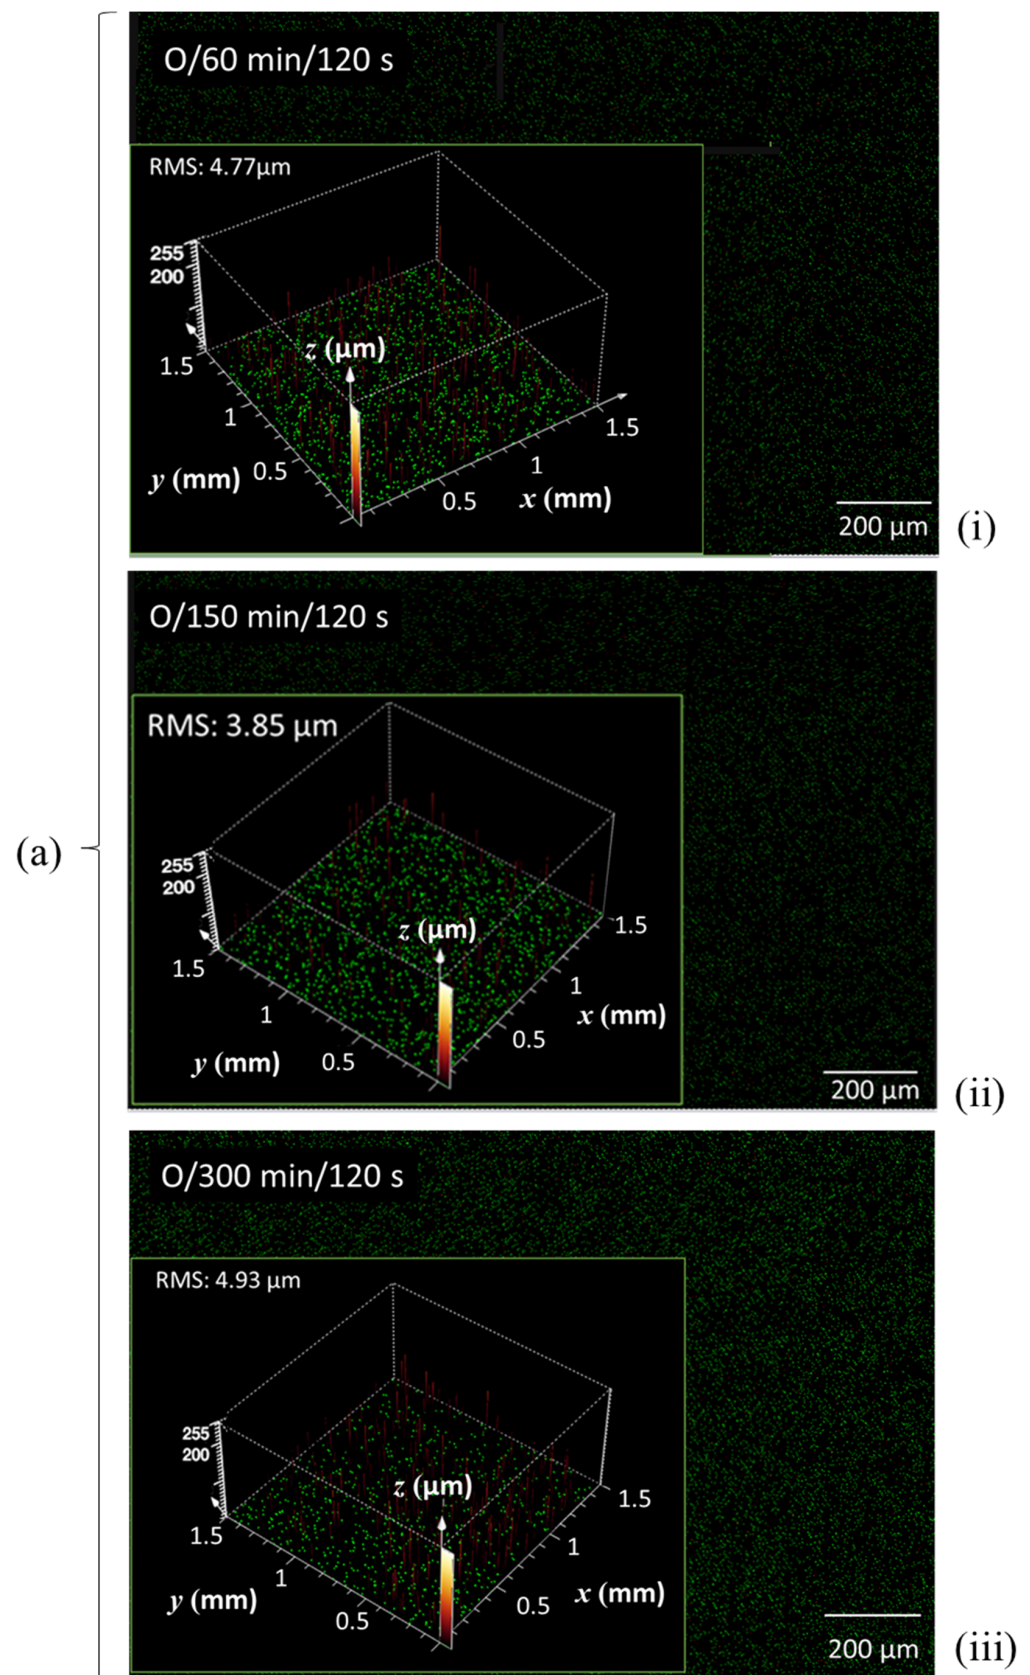 O/60 min/120 s
RMS: 4.77μm
255
200
z (μm)
1.5
1
0.5
y (mm)
1.5
1
0.5
x (mm)
200 μm
(i)
O/150 min/120 s
RMS: 3.85 μm
(a)
255
200
z (μm)
1.5
1
0.5
y (mm)
1.5
1
0.5
x (mm)
200 μm
(ii)
O/300 min/120 s
RMS: 4.93 μm
255
200
z (μm)
1.5
1
0.5
y (mm)
1.5
1
0.5
x (mm)
200 μm
(iii)